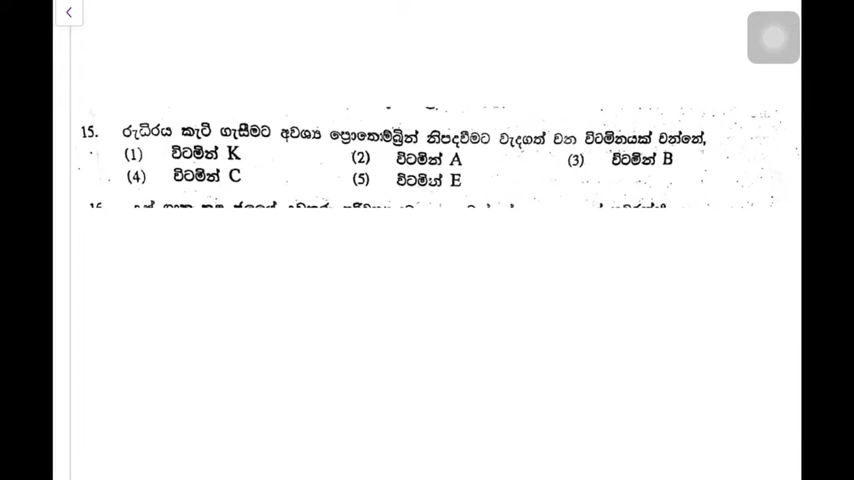 15. රුධිරය කැටි ගැසීමට අවශ්‍ය ප්‍රොතොම්බ්‍රින් නිපදවීමට වැදගත් වන විටමිනයක් වන්නේ,
(1) විටමින් K (2) විටමින් A (3) විටමින් B
(4) විටමින් C (5) විටමින් E
16